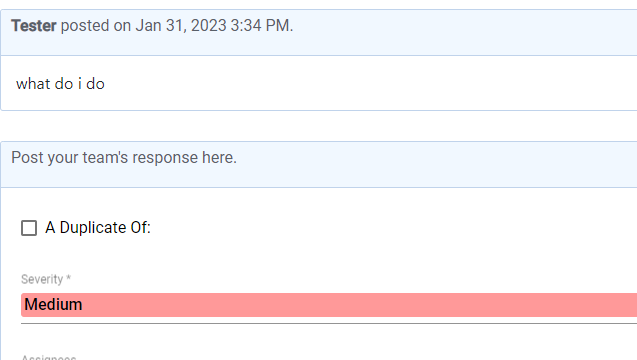 Tester posted on Jan 31, 2023 3:34 PM.
what do i do
Post your team's response here.
A Duplicate Of:
Severity *
Medium
Assignees